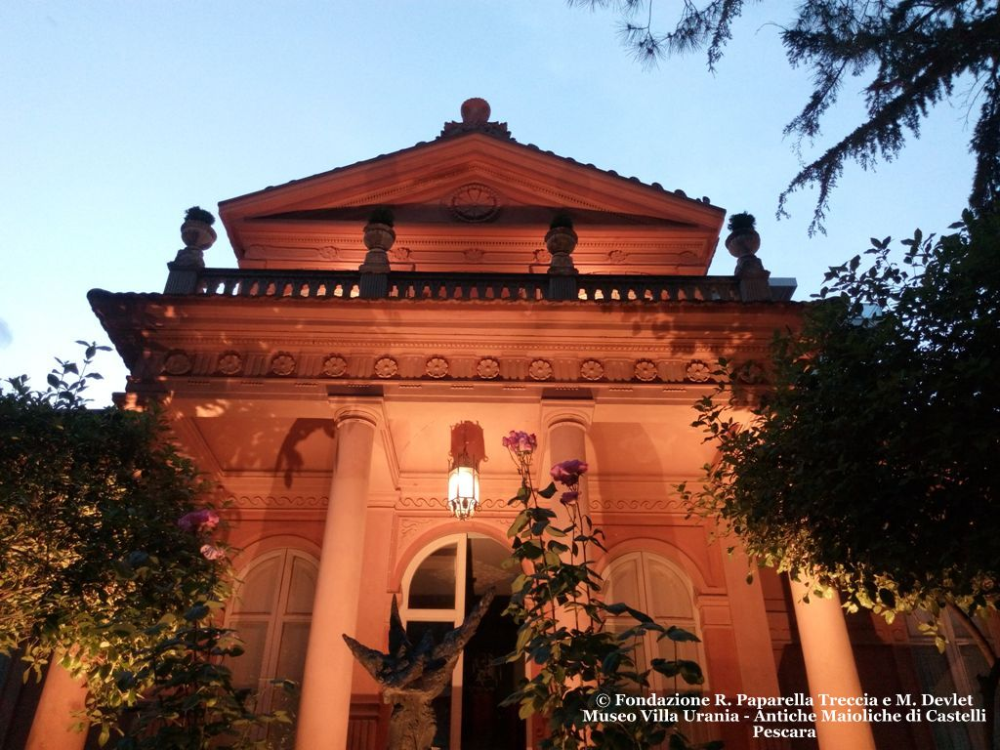 © Fondazione R. Paparella Treccia e M. Devlet
Museo Villa Urania - Antiche Maioliche di Castelli
Pescara